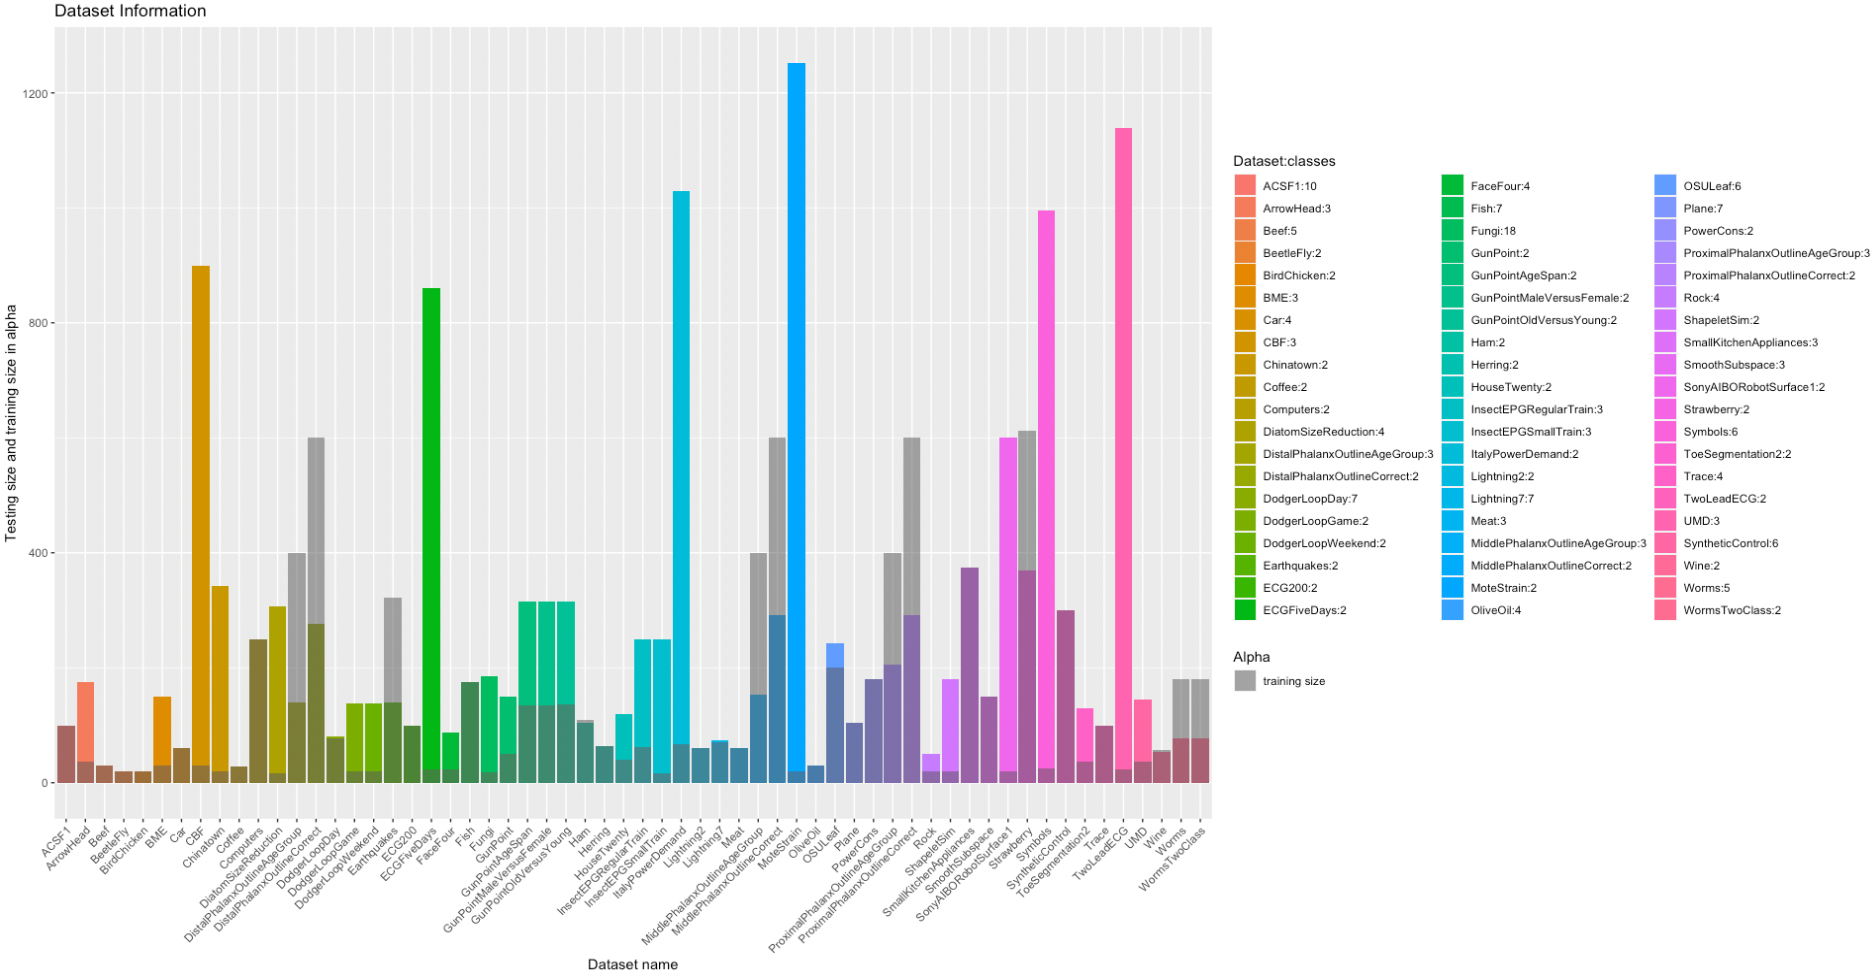 Dataset Information
Testing size and training size in alpha
1200
800
400
0
ACSF1
ArrowHead
Beef
BeetleFly
BirdChicken
BME
Car
CBF
Chinatown
Coffee
Computers
DiatomSizeReduction
DistalPhalanxOutlineAgeGroup
DistalPhalanxOutlineCorrect
DodgerLoopDay
DodgerLoopGame
DodgerLoopWeekend
Earthquakes
ECG200
ECGFiveDays
FaceFour
Fish
Fungi
GunPoint
GunPointAgeSpan
GunPointMaleVersusFemale
GunPointOldVersusYoung
Ham
Herring
HouseTwenty
InsectEPGRegularTrain
InsectEPGSmallTrain
ItalyPowerDemand
Lightning2
Lightning7
Meat
MiddlePhalanxOutlineAgeGroup
MiddlePhalanxOutlineCorrect
MoteStrain
OliveOil
OSULeaf
Plane
PowerCons
ProximalPhalanxOutlineAgeGroup
ProximalPhalanxOutlineCorrect
Rock
ShapeletSim
SmallKitchenAppliances
SmoothSubspace
SonyAIBORobotSurface1
Strawberry
Symbols
SyntheticControl
ToeSegmentation2
Trace
TwoLeadECG
UMD
Wine
Worms
WormsTwoClass
Dataset name
Dataset:classes
ACSF1:10
ArrowHead:3
Beef:5
BeetleFly:2
BirdChicken:2
BME:3
Car:4
CBF:3
Chinatown:2
Coffee:2
Computers:2
DiatomSizeReduction:4
DistalPhalanxOutlineAgeGroup:3
DistalPhalanxOutlineCorrect:2
DodgerLoopDay:7
DodgerLoopGame:2
DodgerLoopWeekend:2
Earthquakes:2
ECG200:2
ECGFiveDays:2
FaceFour:4
Fish:7
Fungi:18
GunPoint:2
GunPointAgeSpan:2
GunPointMaleVersusFemale:2
GunPointOldVersusYoung:2
Ham:2
Herring:2
HouseTwenty:2
InsectEPGRegularTrain:3
InsectEPGSmallTrain:3
ItalyPowerDemand:2
Lightning2:2
Lightning7:7
Meat:3
MiddlePhalanxOutlineAgeGroup:3
MiddlePhalanxOutlineCorrect:2
MoteStrain:2
OliveOil:4
OSULeaf:6
Plane:7
PowerCons:2
ProximalPhalanxOutlineAgeGroup:3
ProximalPhalanxOutlineCorrect:2
Rock:4
ShapeletSim:2
SmallKitchenAppliances:3
SmoothSubspace:3
SonyAIBORobotSurface1:2
Strawberry:2
Symbols:6
ToeSegmentation2:2
Trace:4
TwoLeadECG:2
UMD:3
SyntheticControl:6
Wine:2
Worms:5
WormsTwoClass:2
Alpha
training size